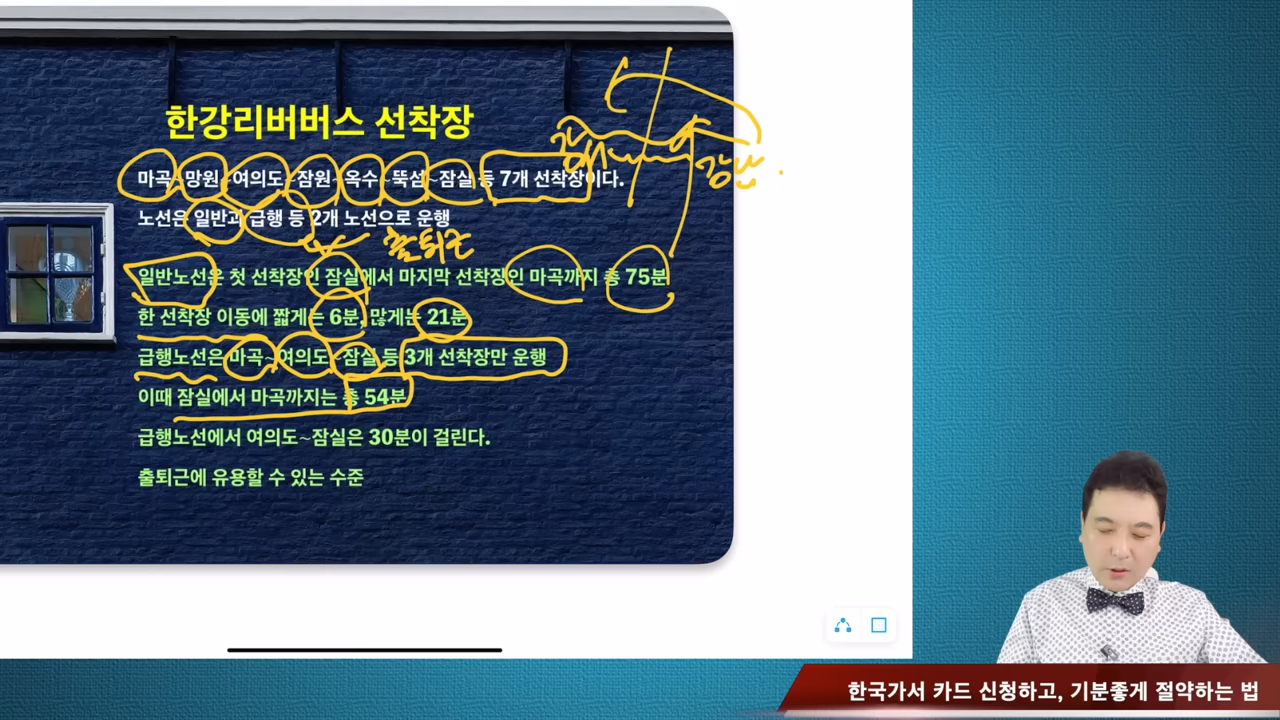 한강리버버스 선착장
마곡~망원~여의도~잠원~옥수~뚝섬~잠실 등 7개 선착장이다.
노선은 일반과 급행 등 2개 노선으로 운행
출퇴근
일반노선은 첫 선착장인 잠실에서 마지막 선착장인 마곡까지 총 75분
한 선착장 이동에 짧게는 6분, 많게는 21분
급행노선은 마곡~여의도~잠실 등 3개 선착장만 운행
이때 잠실에서 마곡까지는 총 54분
급행노선에서 여의도~잠실은 30분이 걸린다.
출퇴근에 유용할 수 있는 수준
한국가서 카드 신청하고, 기분좋게 절약하는 법